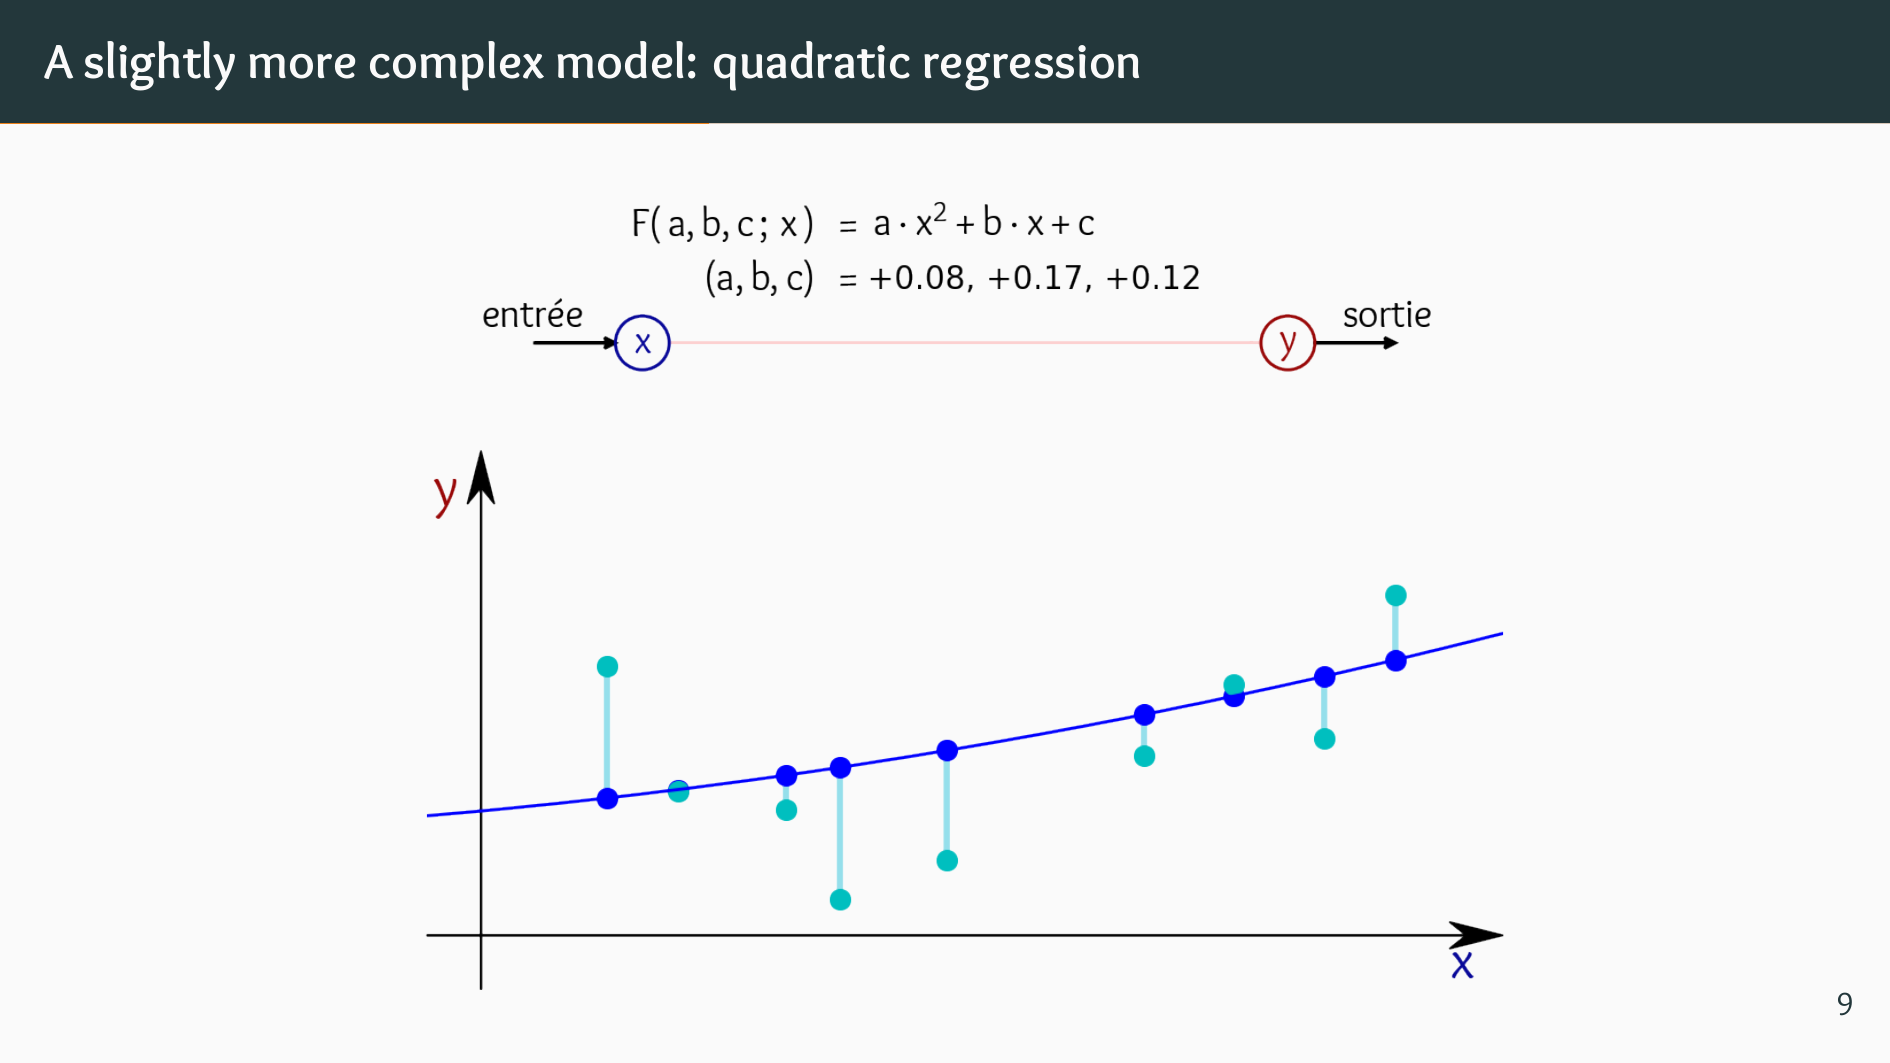 A slightly more complex model: quadratic regression
F(a, b, c; x) = a · x² + b · x + c
(a, b, c) = +0.08, +0.17, +0.12
entrée x y sortie
y
x
9